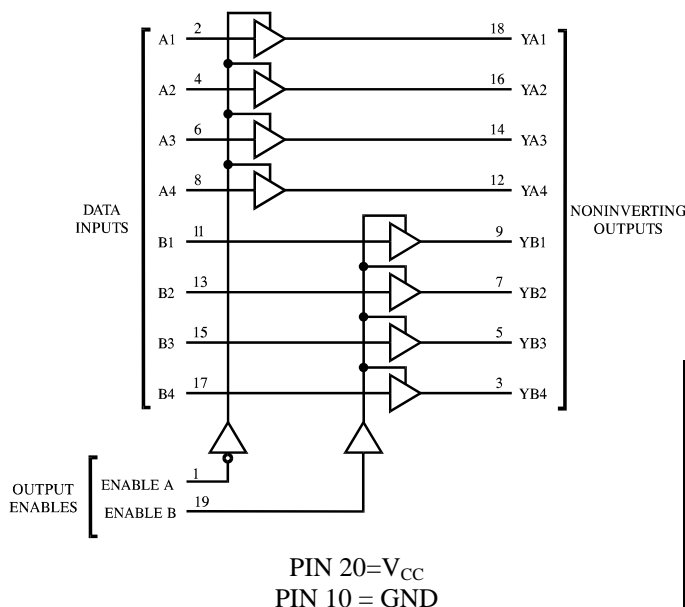 A1 2 18 YA1
A2 4 16 YA2
A3 6 14 YA3
A4 8 12 YA4
DATA
INPUTS
NONINVERTING
OUTPUTS
B1 11 9 YB1
B2 13 7 YB2
B3 15 5 YB3
B4 17 3 YB4
OUTPUT
ENABLES
ENABLE A 1
ENABLE B 19
PIN 20=VCC
PIN 10 = GND